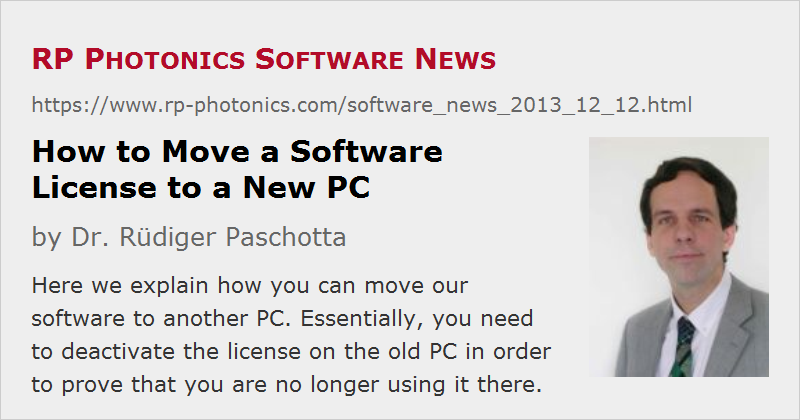 RP Photonics Software News
https://www.rp-photonics.com/software_news_2013_12_12.html
How to Move a Software
License to a New PC
by Dr. Rüdiger Paschotta
Here we explain how you can move our
software to another PC. Essentially, you need
to deactivate the license on the old PC in order
to prove that you are no longer using it there.